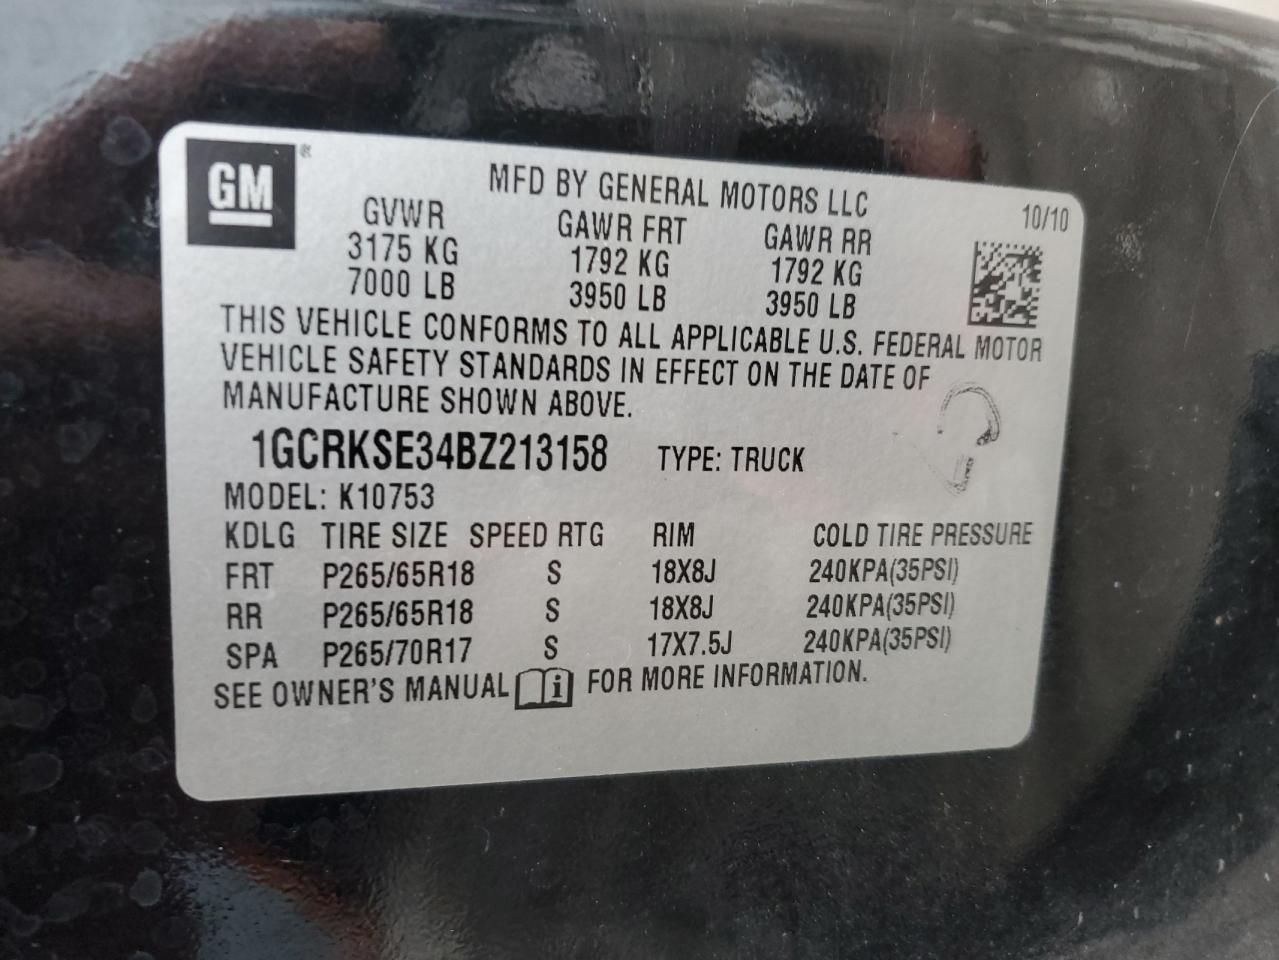 GM
MFD BY GENERAL MOTORS LLC
10/10
GVWR GAWR FRT GAWR RR
3175 KG 1792 KG 1792 KG
7000 LB 3950 LB 3950 LB
THIS VEHICLE CONFORMS TO ALL APPLICABLE U.S. FEDERAL MOTOR
VEHICLE SAFETY STANDARDS IN EFFECT ON THE DATE OF
MANUFACTURE SHOWN ABOVE.
1GCRKSE34BZ213158 TYPE: TRUCK
MODEL: K10753
KDLG TIRE SIZE SPEED RTG RIM COLD TIRE PRESSURE
FRT P265/65R18 S 18X8J 240KPA(35PSI)
RR P265/65R18 S 18X8J 240KPA(35PSI)
SPA P265/70R17 S 17X7.5J 240KPA(35PSI)
SEE OWNER'S MANUAL i FOR MORE INFORMATION.